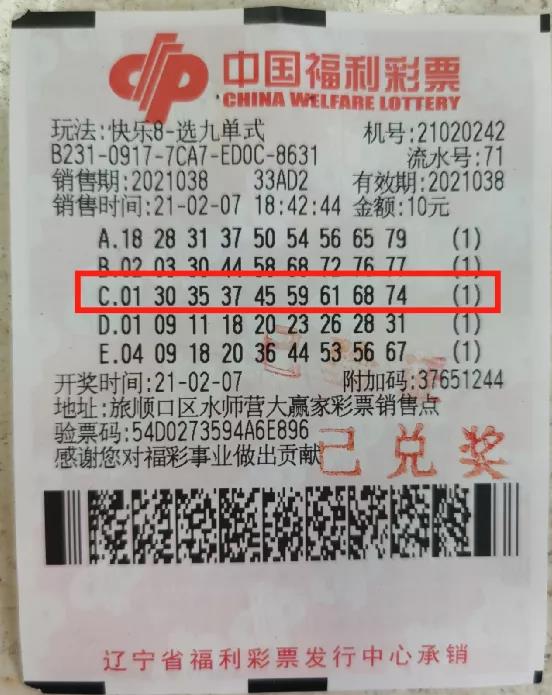 中国福利彩票
CHINA WELFARE LOTTERY
玩法:快乐8-选九单式 机号:21020242
B231-0917-7CA7-ED0C-8631 流水号:71
销售期:2021038 33AD2 有效期:2021038
销售时间:21-02-07 18:42:44 金额:10元
A.18 28 31 37 50 54 56 65 79 (1)
B.02 03 30 44 58 68 72 76 77 (1)
C.01 30 35 37 45 59 61 68 74 (1)
D.01 09 11 18 20 23 26 28 31 (1)
E.04 09 18 20 36 44 53 56 67 (1)
开奖时间:21-02-07 附加码:37651244
地址:旅顺口区水师营大赢家彩票销售点
验票码:54D0273594A6E896
感谢您对福彩事业做出贡献
已兑奖
辽宁省福利彩票发行中心承销